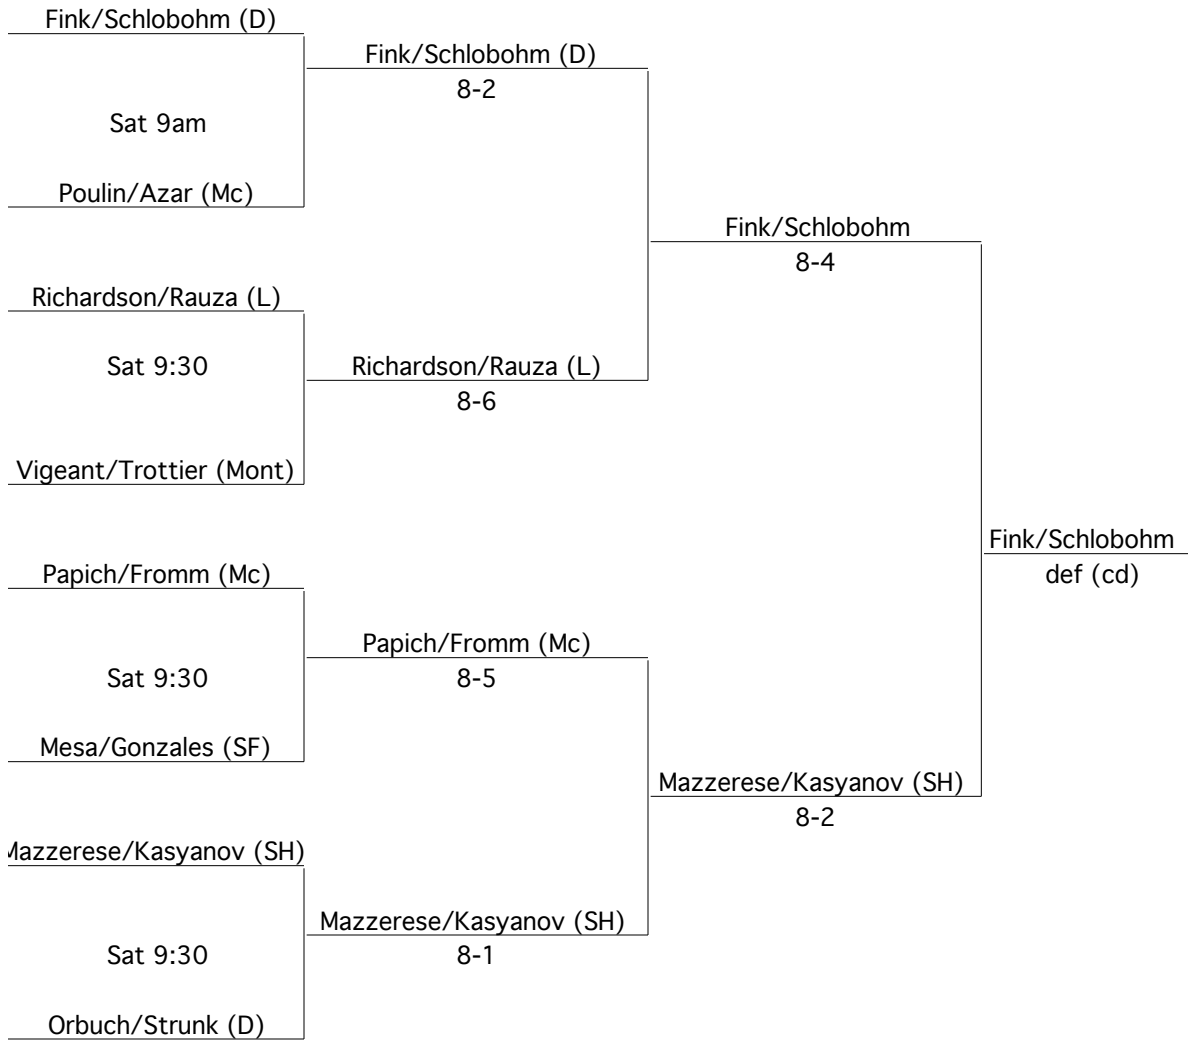 Fink/Schlobohm (D)
Fink/Schlobohm (D)
8-2
Sat 9am
Poulin/Azar (Mc)
Fink/Schlobohm
8-4
Richardson/Rauza (L)
Sat 9:30
Richardson/Rauza (L)
8-6
Vigeant/Trottier (Mont)
Fink/Schlobohm
def (cd)
Papich/Fromm (Mc)
Papich/Fromm (Mc)
8-5
Sat 9:30
Mesa/Gonzales (SF)
Mazzerese/Kasyanov (SH)
8-2
Mazzerese/Kasyanov (SH)
Mazzerese/Kasyanov (SH)
8-1
Sat 9:30
Orbuch/Strunk (D)